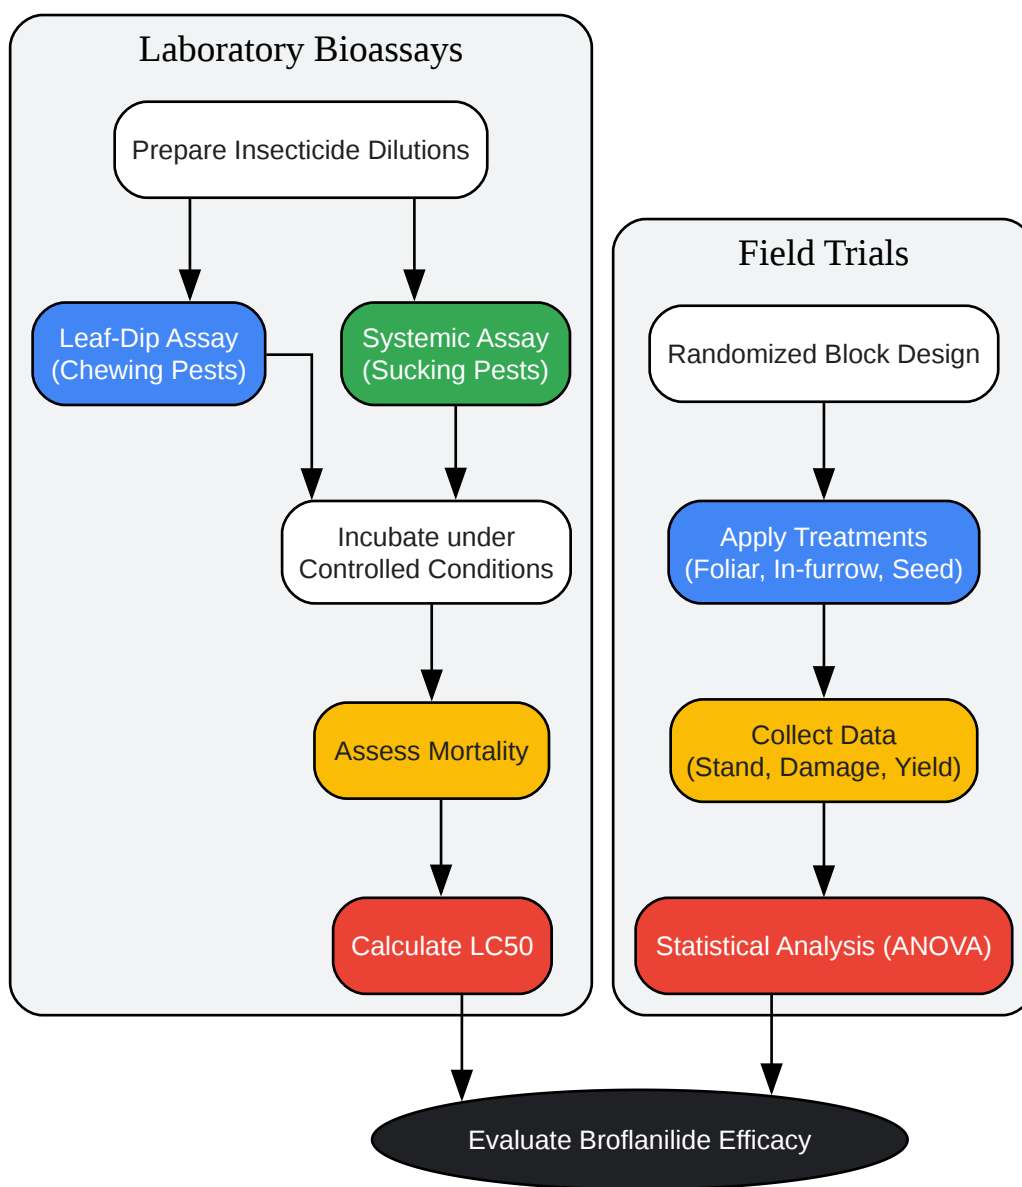 Laboratory Bioassays
Prepare Insecticide Dilutions
Leaf-Dip Assay
(Chewing Pests)
Systemic Assay
(Sucking Pests)
Incubate under
Controlled Conditions
Assess Mortality
Calculate LC50
Field Trials
Randomized Block Design
Apply Treatments
(Foliar, In-furrow, Seed)
Collect Data
(Stand, Damage, Yield)
Statistical Analysis (ANOVA)
Evaluate Broflanilide Efficacy